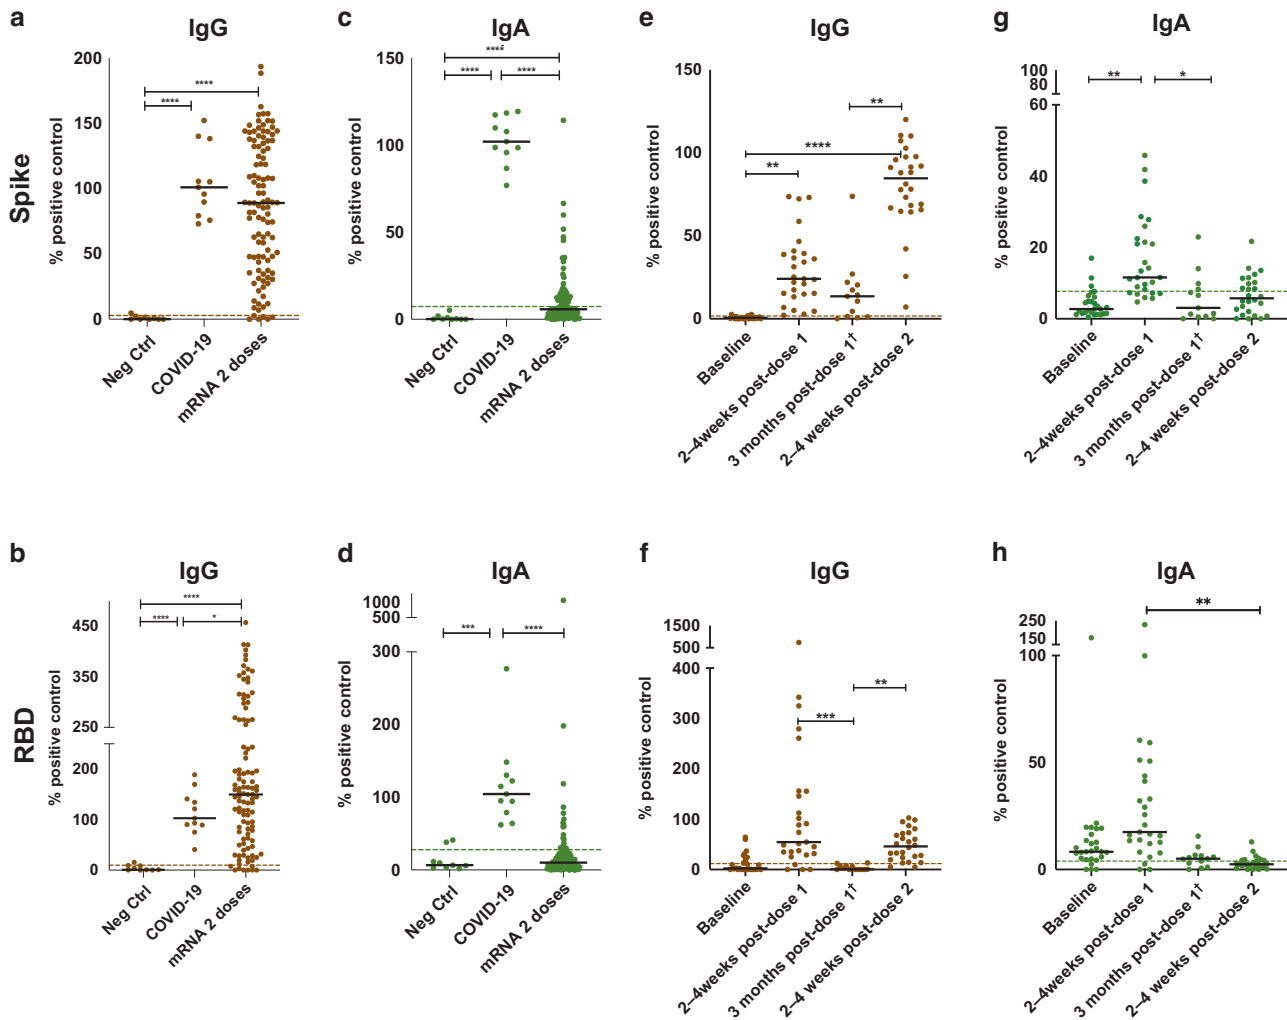 a
IgG
Spike
% positive control
200
150
100
50
0
****
****
Neg Ctrl
COVID-19
mRNA 2 doses
c
IgA
% positive control
150
100
50
0
****
****
****
Neg Ctrl
COVID-19
mRNA 2 doses
e
IgG
% positive control
150
100
50
0
**
****
**
Baseline
2–4weeks post-dose 1
3 months post-dose 1†
2–4 weeks post-dose 2
g
IgA
% positive control
100
80
60
40
20
0
**
*
Baseline
2–4weeks post-dose 1
3 months post-dose 1†
2–4 weeks post-dose 2
b
IgG
RBD
% positive control
450
350
250
200
100
0
****
****
*
Neg Ctrl
COVID-19
mRNA 2 doses
d
IgA
% positive control
1000
500
300
200
100
0
***
****
Neg Ctrl
COVID-19
mRNA 2 doses
f
IgG
% positive control
1500
500
400
300
200
100
0
**
***
Baseline
2–4weeks post-dose 1
3 months post-dose 1†
2–4 weeks post-dose 2
h
IgA
% positive control
250
150
100
50
0
**
Baseline
2–4weeks post-dose 1
3 months post-dose 1†
2–4 weeks post-dose 2